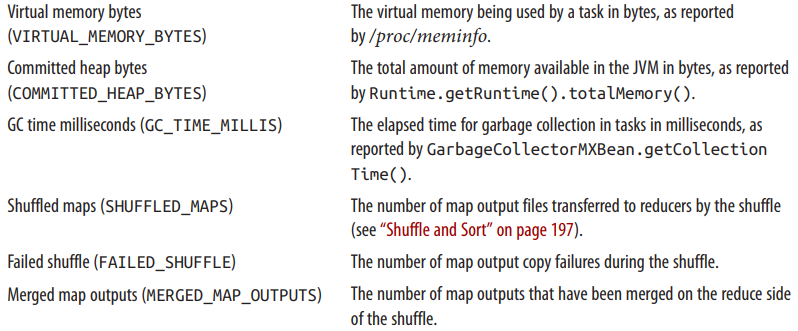 Virtual memory bytes
(VIRTUAL_MEMORY_BYTES)
The virtual memory being used by a task in bytes, as reported
by /proc/meminfo.
Committed heap bytes
(COMMITTED_HEAP_BYTES)
The total amount of memory available in the JVM in bytes, as reported
by Runtime.getRuntime().totalMemory().
GC time milliseconds (GC_TIME_MILLIS)
The elapsed time for garbage collection in tasks in milliseconds, as
reported by GarbageCollectorMXBean.getCollection
Time().
Shuffled maps (SHUFFLED_MAPS)
The number of map output files transferred to reducers by the shuffle
(see “Shuffle and Sort” on page 197).
Failed shuffle (FAILED_SHUFFLE)
The number of map output copy failures during the shuffle.
Merged map outputs (MERGED_MAP_OUTPUTS)
The number of map outputs that have been merged on the reduce side
of the shuffle.